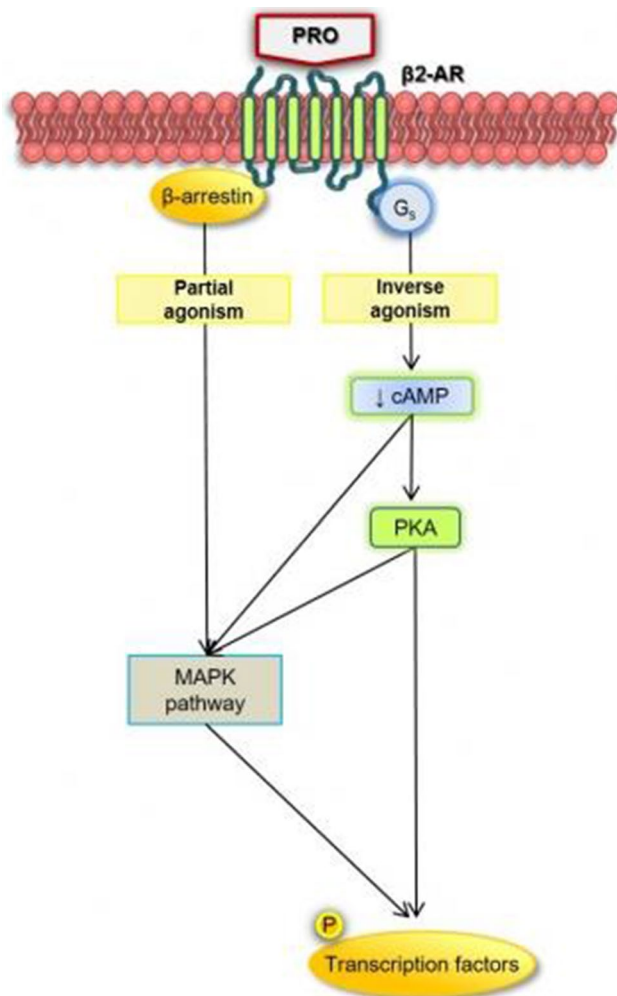 PRO
β2-AR
β-arrestin
Gs
Partial
agonism
Inverse
agonism
↓ cAMP
PKA
MAPK
pathway
P
Transcription factors